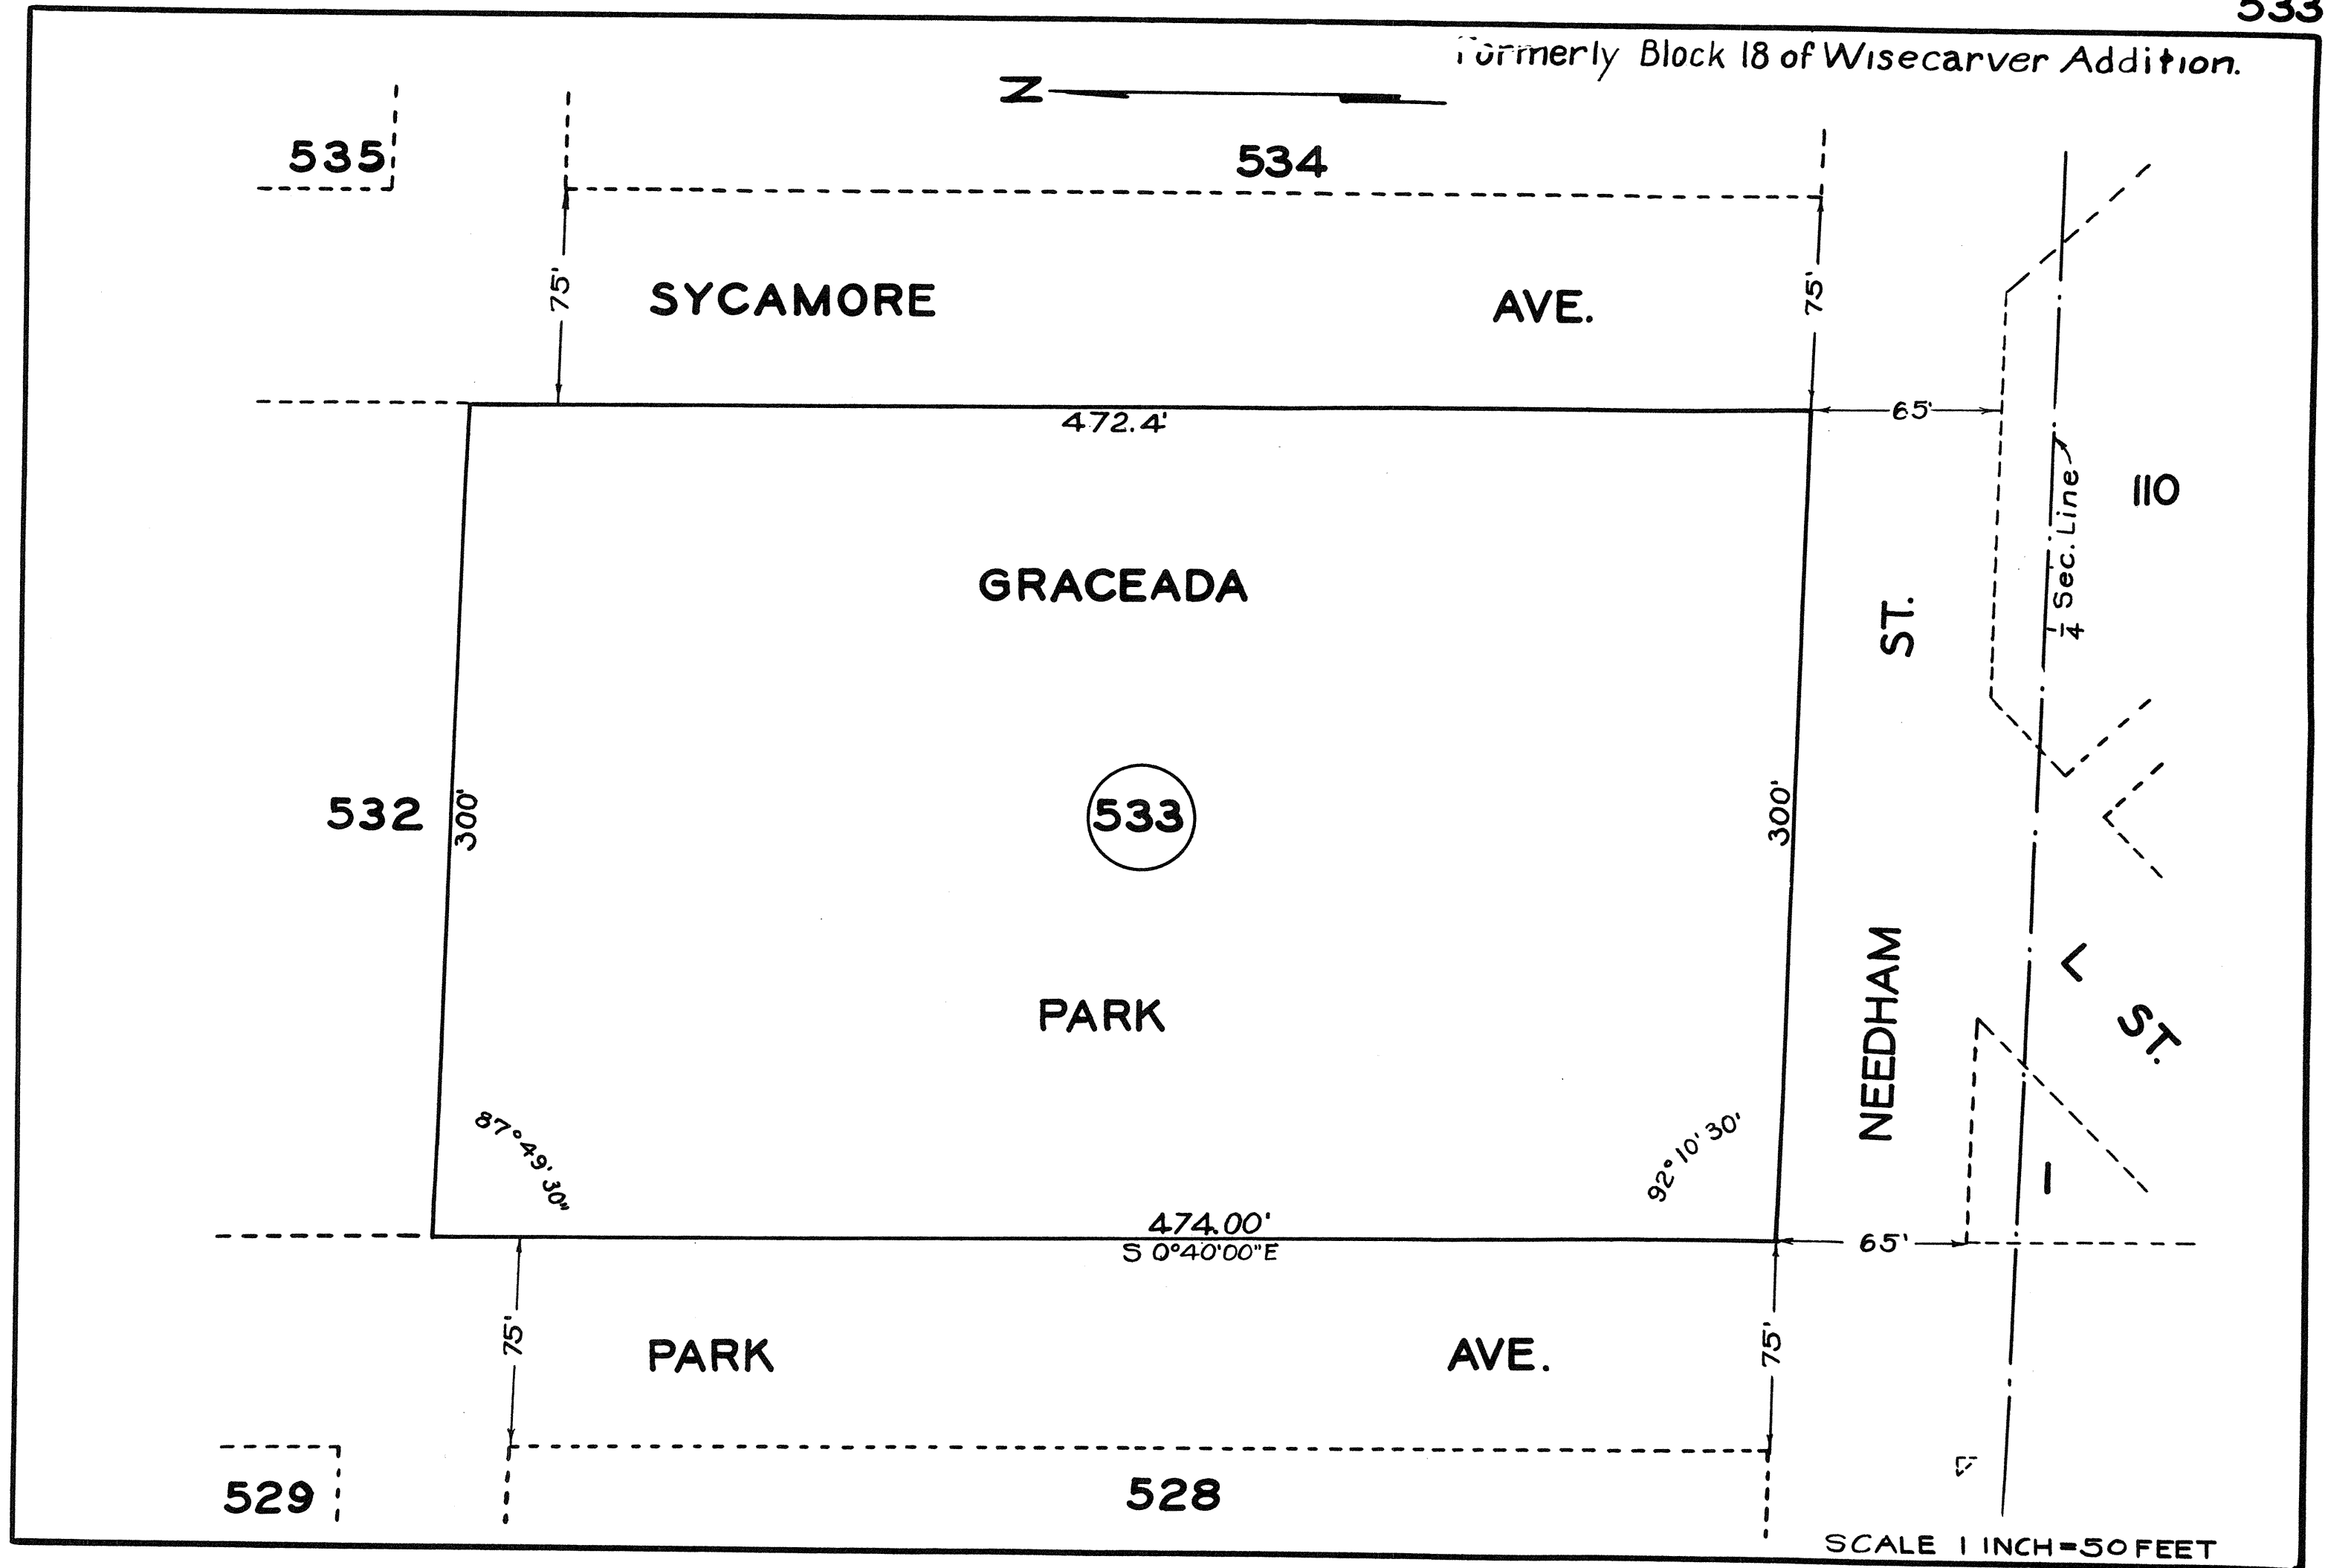 533
Formerly Block 18 of Wisecarver Addition.
N
535
534
75'
SYCAMORE AVE.
75'
472.4'
65'
1/4 Sec. Line
110
GRACEADA
ST.
532
300'
533
300'
PARK
NEEDHAM
ST.
87°49'30"
92°10'30'
1
474.00'
S 0°40'00"E
65'
75'
PARK AVE.
75'
529
528
SCALE 1 INCH=50 FEET